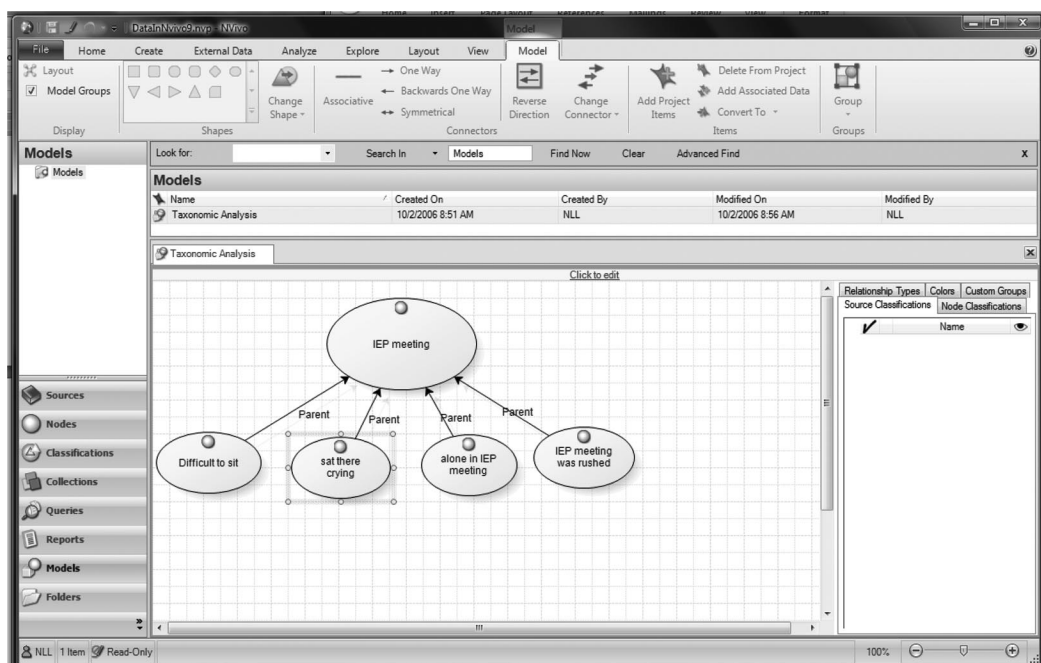 DataInNvivo9.nvp - NVivo
Model
File Home Create External Data Analyze Explore Layout View Model
Layout
Model Groups
Display
Shapes
Change Shape
Associative
One Way
Backwards One Way
Symmetrical
Reverse Direction
Change Connector
Connectors
Add Project Items
Delete From Project
Add Associated Data
Convert To
Items
Group
Groups
Models
Models
Look for: Search In Models Find Now Clear Advanced Find x
Models
Name Created On Created By Modified On Modified By
Taxonomic Analysis 10/2/2006 8:51 AM NLL 10/2/2006 8:56 AM NLL
Taxonomic Analysis
Click to edit
IEP meeting
Parent Parent Parent Parent
Difficult to sit
sat there
crying
alone in IEP
meeting
IEP meeting
was rushed
Relationship Types Colors Custom Groups
Source Classifications Node Classifications
Name
Sources
Nodes
Classifications
Collections
Queries
Reports
Models
Folders
NLL 1 Item Read-Only 100%